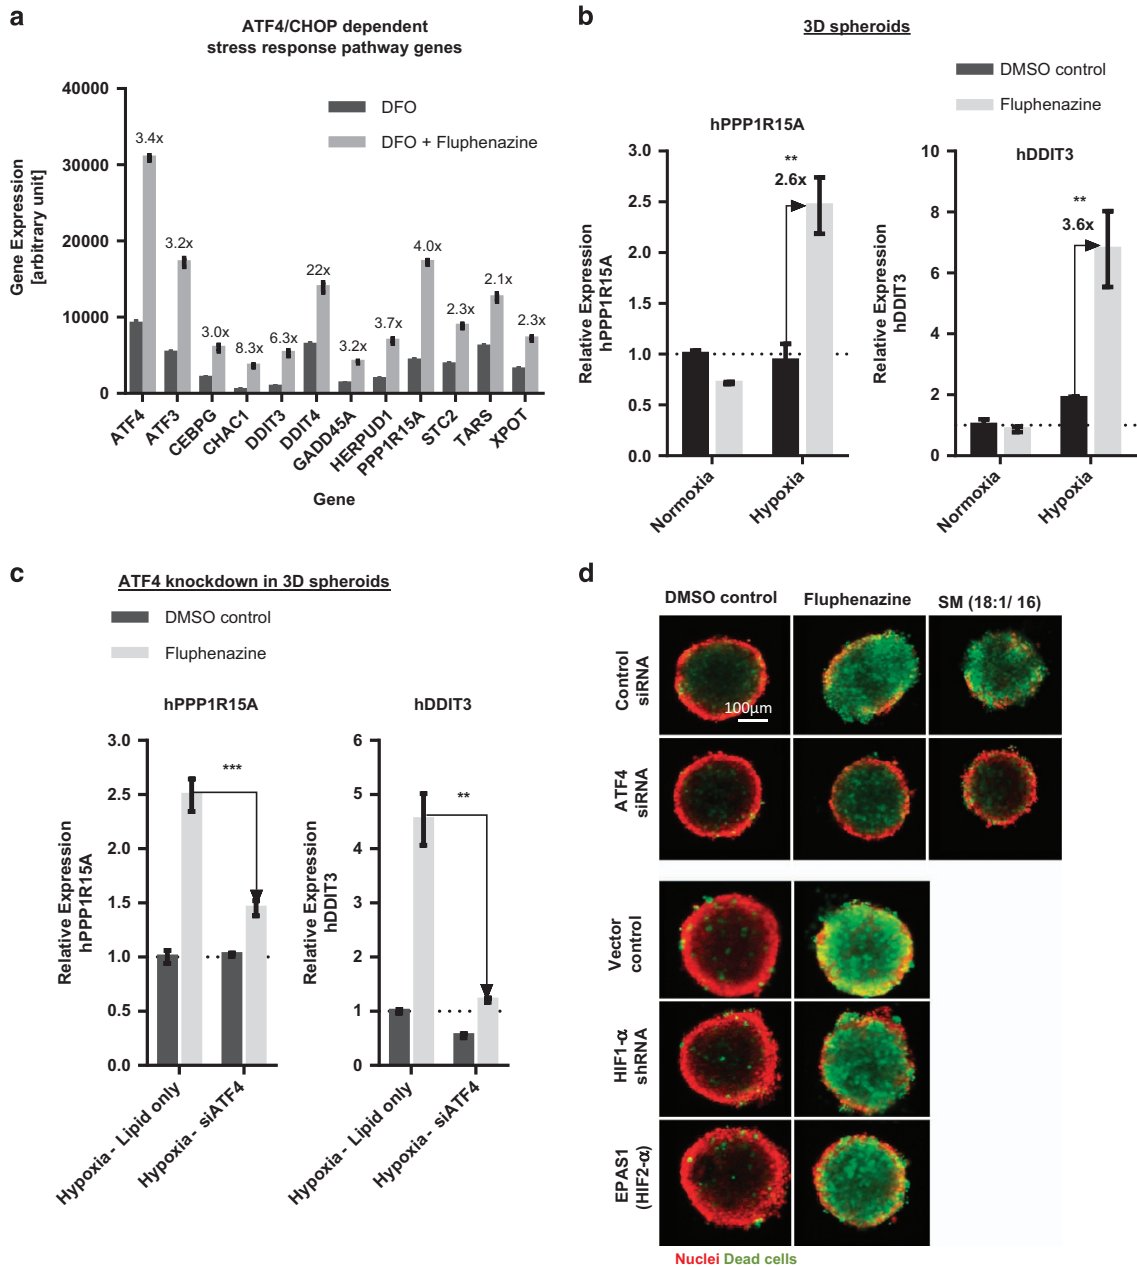 a
ATF4/CHOP dependent
stress response pathway genes
DFO
DFO + Fluphenazine
Gene Expression
[arbitrary unit]
40000
30000
20000
10000
0
3.4x
3.2x
3.0x
8.3x
6.3x
22x
3.2x
3.7x
4.0x
2.3x
2.1x
2.3x
ATF4
ATF3
CEBPG
CHAC1
DDIT3
DDIT4
GADD45A
HERPUD1
PPP1R15A
STC2
TARS
XPOT
Gene
b
3D spheroids
DMSO control
Fluphenazine
hPPP1R15A
Relative Expression
hPPP1R15A
3.0
2.5
2.0
1.5
1.0
0.5
0.0
**
2.6x
Normoxia
Hypoxia
hDDIT3
Relative Expression
hDDIT3
10
8
6
4
2
0
**
3.6x
Normoxia
Hypoxia
c
ATF4 knockdown in 3D spheroids
DMSO control
Fluphenazine
hPPP1R15A
Relative Expression
hPPP1R15A
3.0
2.5
2.0
1.5
1.0
0.5
0.0
***
Hypoxia - Lipid only
Hypoxia - siATF4
hDDIT3
Relative Expression
hDDIT3
6
5
4
3
2
1
0
**
Hypoxia - Lipid only
Hypoxia - siATF4
d
DMSO control
Fluphenazine
SM (18:1/ 16)
Control
siRNA
100µm
ATF4
siRNA
Vector
control
HIF1-α
shRNA
EPAS1
(HIF2-α)
Nuclei Dead cells